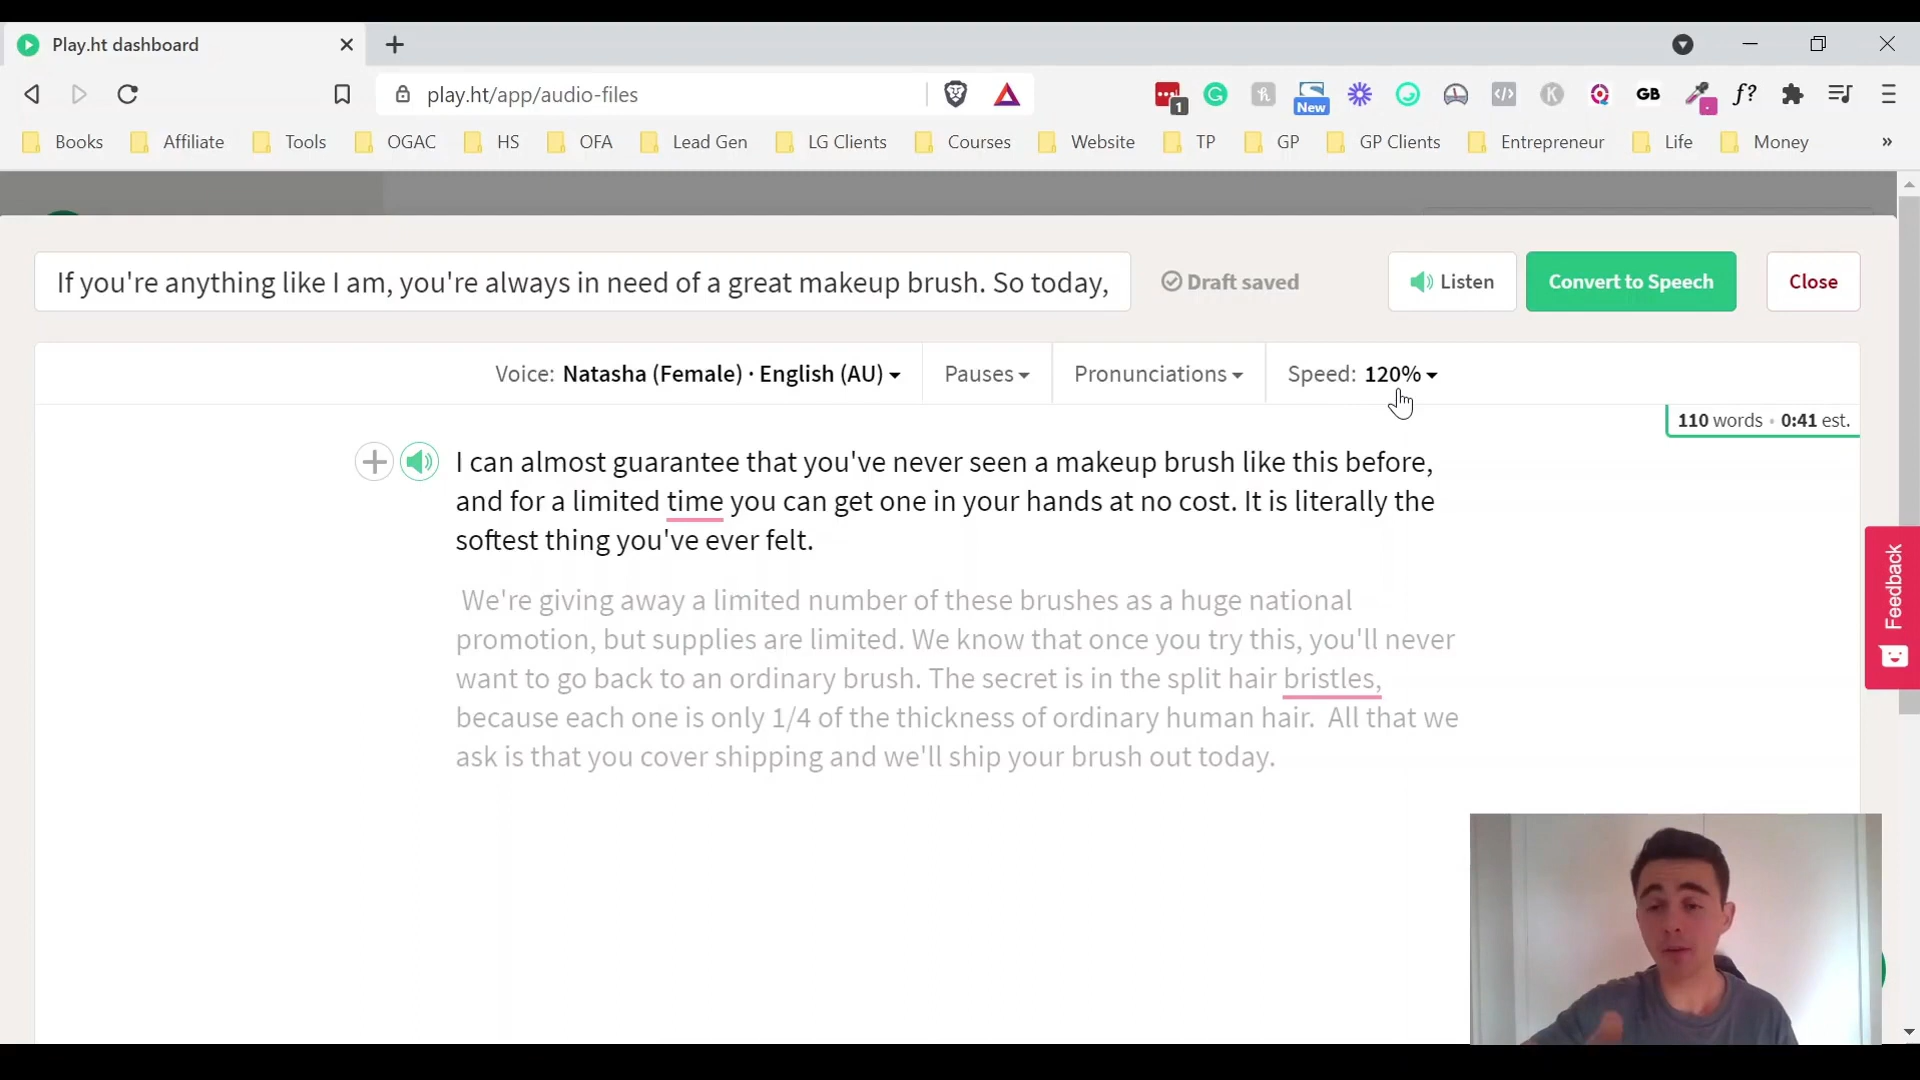 Play.ht dashboard
play.ht/app/audio-files
1
New
GB
f?
Books
Affiliate
Tools
OGAC
HS
OFA
Lead Gen
LG Clients
Courses
Website
TP
GP
GP Clients
Entrepreneur
Life
Money
If you're anything like I am, you're always in need of a great makeup brush. So today,
Draft saved
Listen
Convert to Speech
Close
Voice: Natasha (Female) · English (AU)
Pauses
Pronunciations
Speed: 120%
110 words • 0:41 est.
I can almost guarantee that you've never seen a makeup brush like this before,
and for a limited time you can get one in your hands at no cost. It is literally the
softest thing you've ever felt.
We're giving away a limited number of these brushes as a huge national
promotion, but supplies are limited. We know that once you try this, you'll never
want to go back to an ordinary brush. The secret is in the split hair bristles,
because each one is only 1/4 of the thickness of ordinary human hair.  All that we
ask is that you cover shipping and we'll ship your brush out today.
Feedback